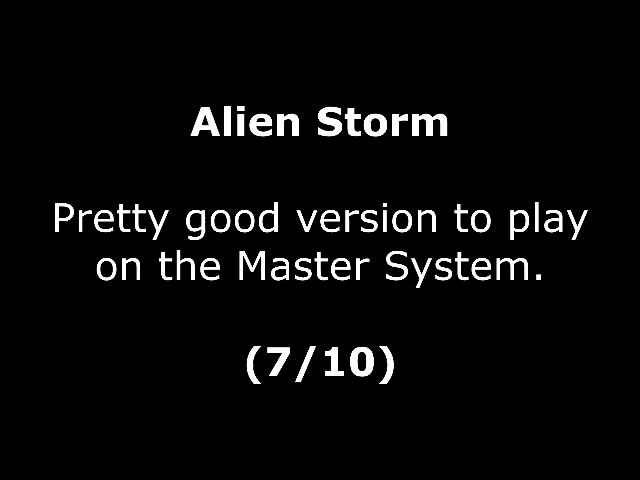 Alien Storm
Pretty good version to play
on the Master System.
(7/10)